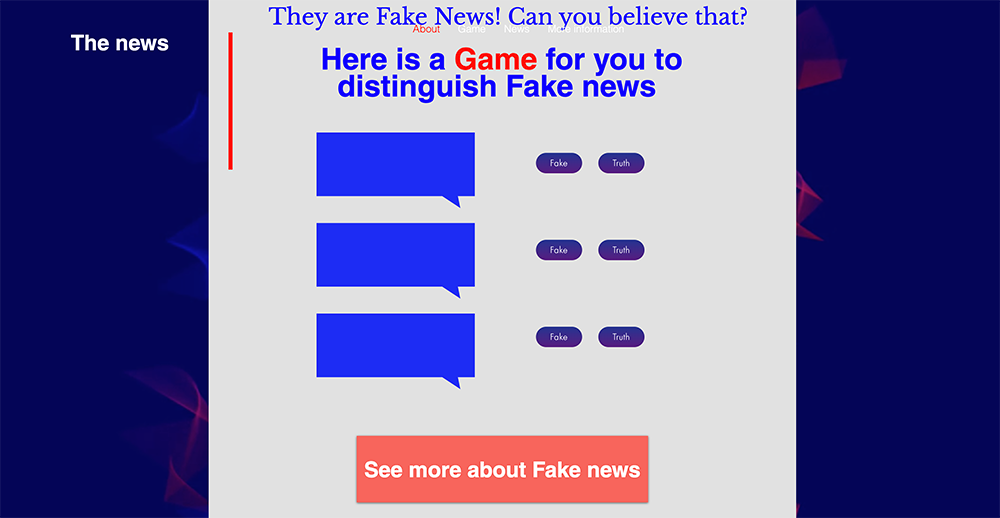 They are Fake News! Can you believe that?
The news
About Game News More information
Here is a Game for you to
distinguish Fake news
Fake Truth
Fake Truth
Fake Truth
See more about Fake news